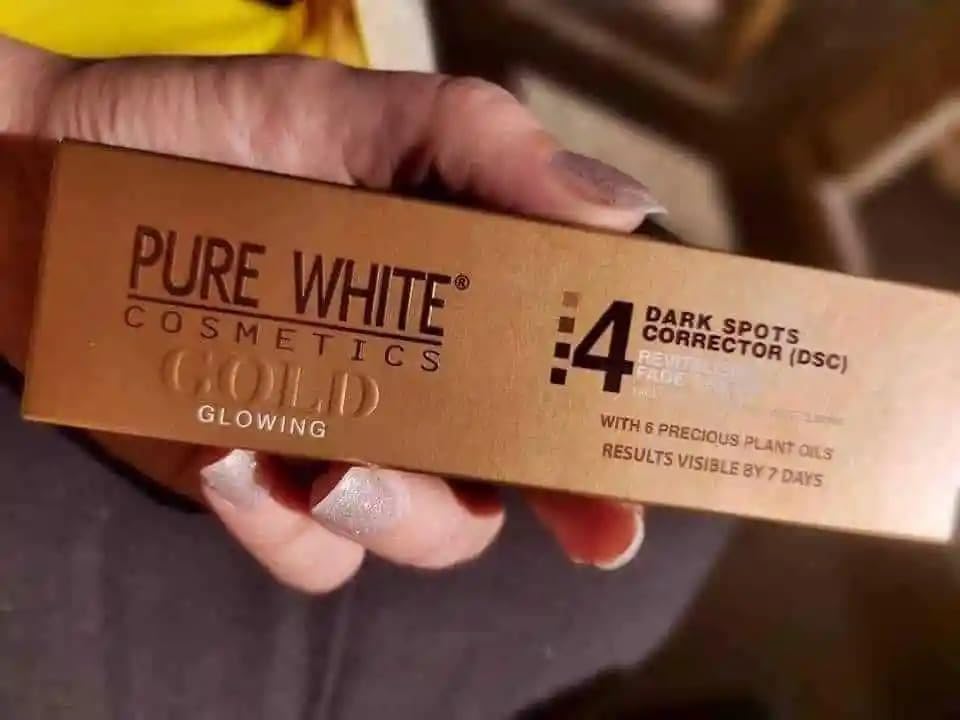 PURE WHITE®
COSMETICS
GOLD
GLOWING
4
DARK SPOTS
CORRECTOR (DSC)
FADE
WITH 6 PRECIOUS PLANT OILS
RESULTS VISIBLE BY 7 DAYS